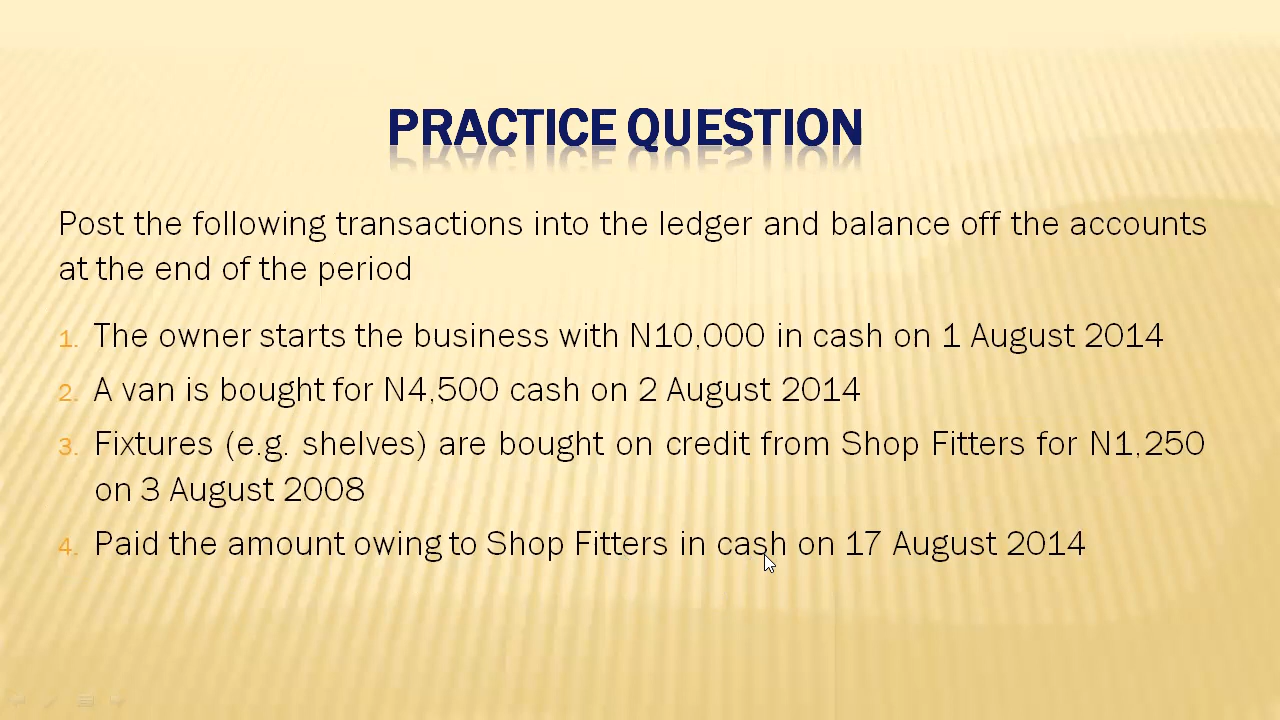 PRACTICE QUESTION
Post the following transactions into the ledger and balance off the accounts
at the end of the period
1. The owner starts the business with N10,000 in cash on 1 August 2014
2. A van is bought for N4,500 cash on 2 August 2014
3. Fixtures (e.g. shelves) are bought on credit from Shop Fitters for N1,250
on 3 August 2008
4. Paid the amount owing to Shop Fitters in cash on 17 August 2014